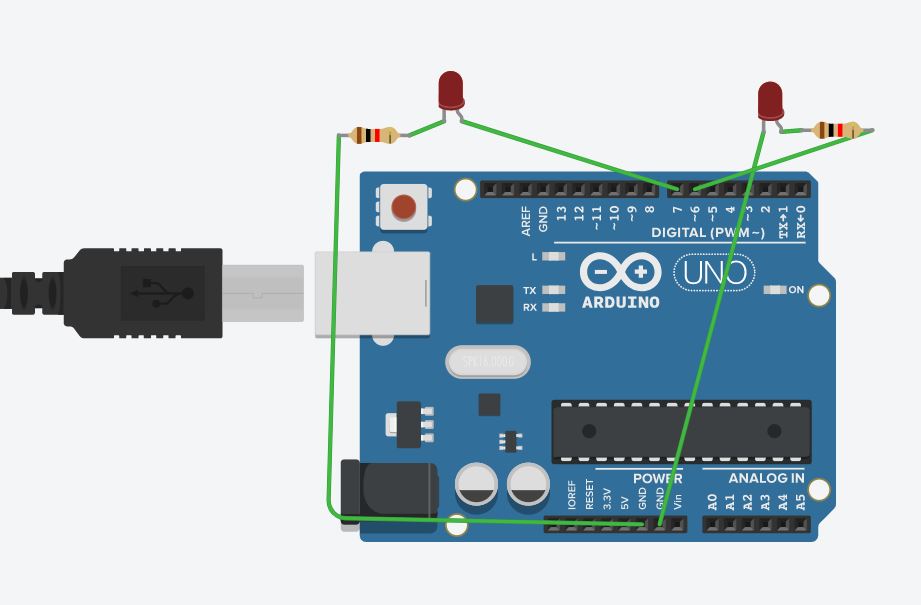 AREF
GND
13
12
~11
~10
~9
8
7
~6
~5
4
~3
2
TX→1
RX←0
DIGITAL (PWM~)
L
UNO
TX
RX
ARDUINO
ON
SPK16.000G
POWER
ANALOG IN
IOREF
RESET
3.3V
5V
GND
GND
Vin
A0
A1
A2
A3
A4
A5